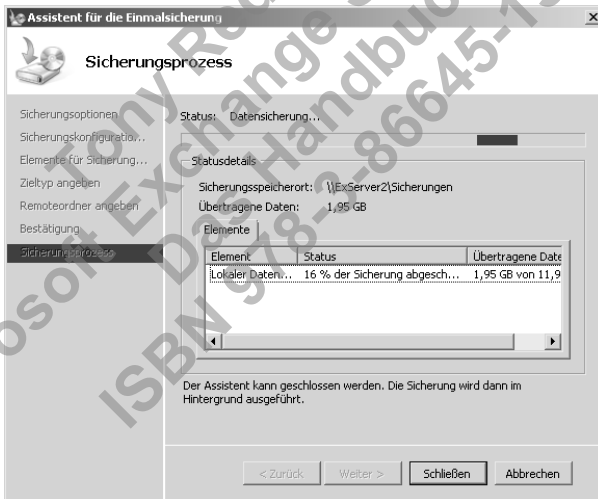 Assistent für die Einmalsicherung
Sicherungsprozess
Sicherungsoptionen
Sicherungskonfiguratio...
Elemente für Sicherung...
Zieltyp angeben
Remoteordner angeben
Bestätigung
Sicherungsprozess
Status: Datensicherung...
Statusdetails
Sicherungsspeicherort: \\ExServer2\Sicherungen
Übertragene Daten: 1,95 GB
Elemente
Element Status Übertragene Date
Lokaler Daten... 16 % der Sicherung abgesch... 1,95 GB von 11,9
Der Assistent kann geschlossen werden. Die Sicherung wird dann im
Hintergrund ausgeführt.
< Zurück Weiter > Schließen Abbrechen
Tony Red
osoft Exchange S
Das Handbuc
ISBN 978-3-86645-1